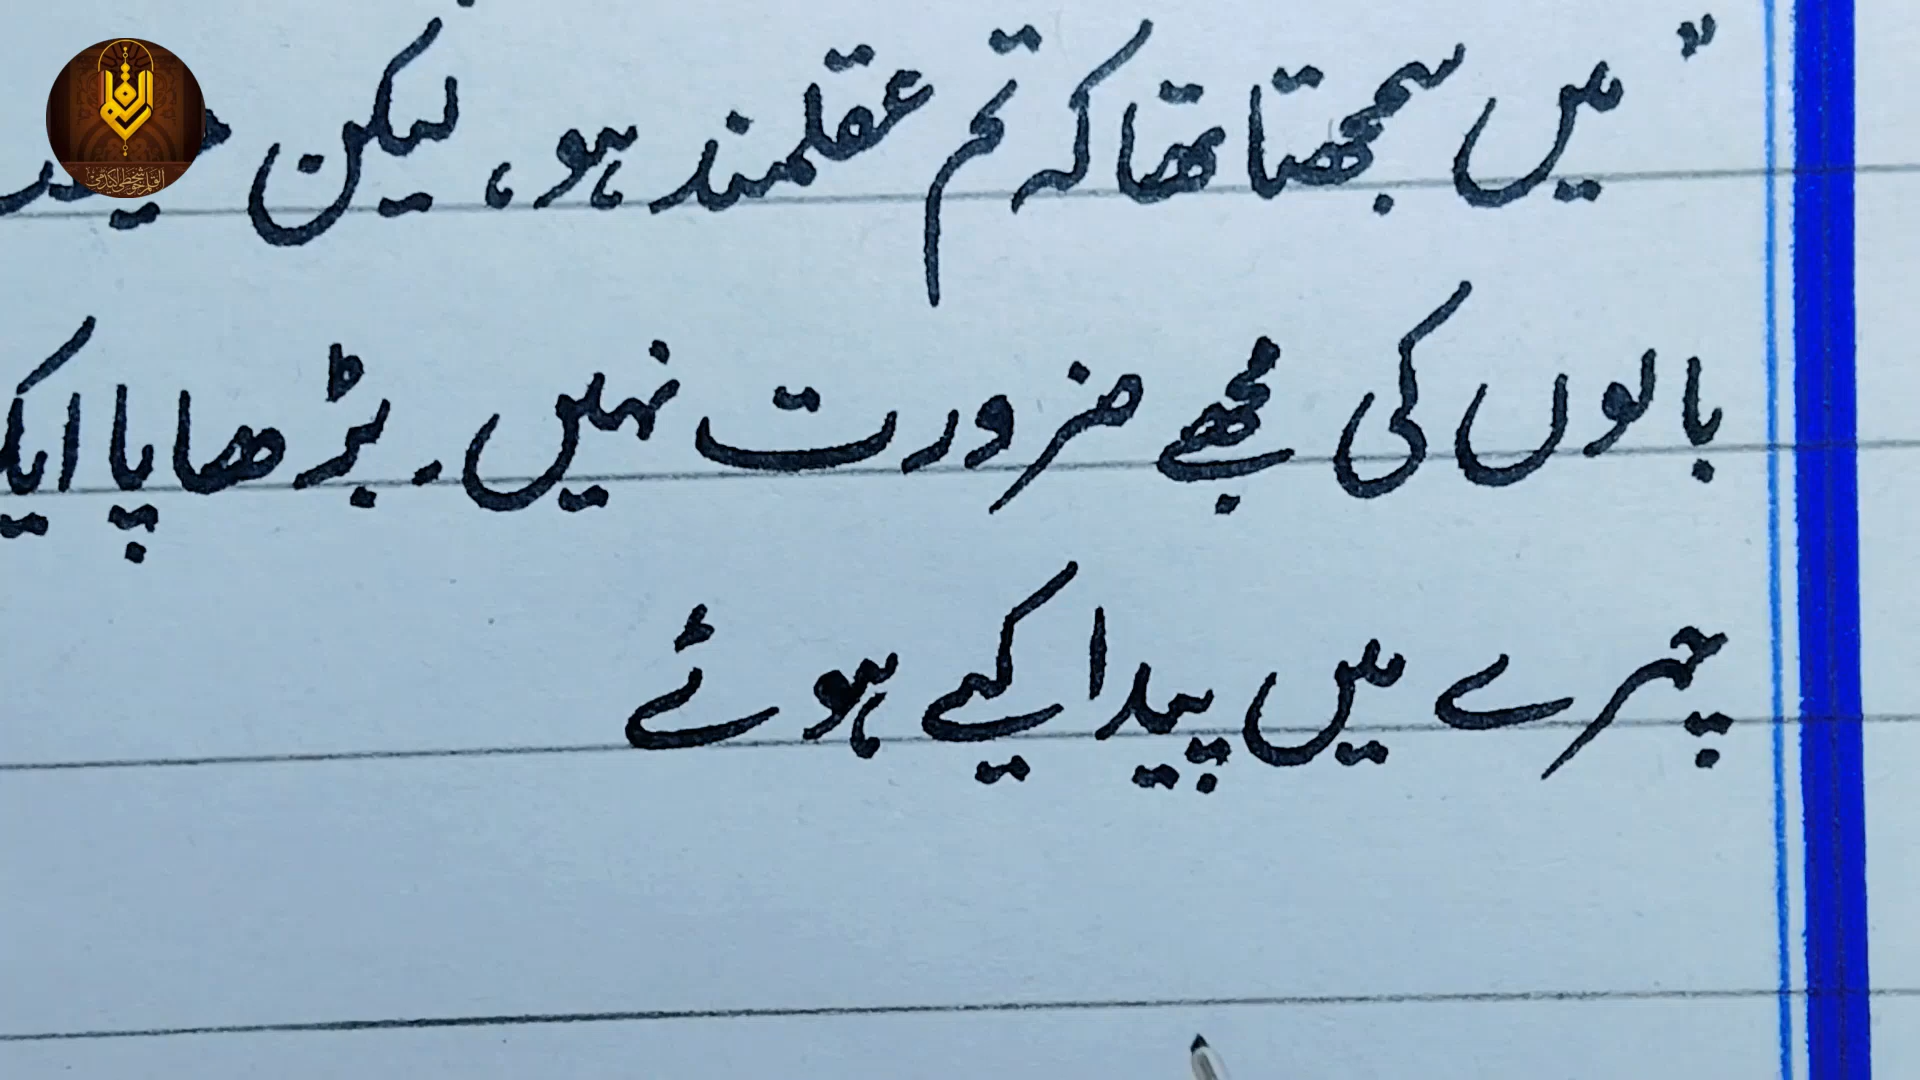 ”میں سمجھتا تھا کہ تم عقلمند ہو، لیکن
بالوں کی مجھے ضرورت نہیں۔ بڑھاپا ایک
چہرے میں پیدا کیے ہوئے